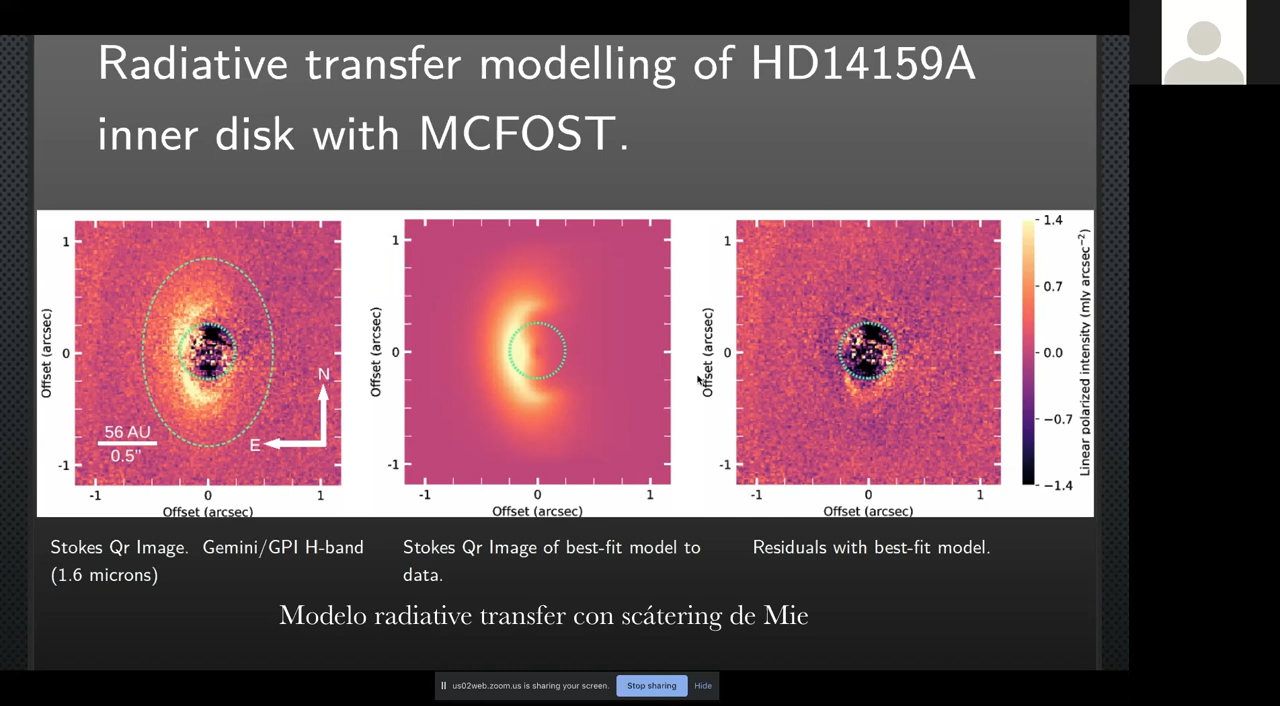 Radiative transfer modelling of HD14159A
inner disk with MCFOST.
1
0
-1
Offset (arcsec)
-1
0
1
Offset (arcsec)
56 AU
0.5"
N
E
1
0
-1
Offset (arcsec)
-1
0
1
Offset (arcsec)
1
0
-1
Offset (arcsec)
-1
0
1
Offset (arcsec)
1.4
0.7
0.0
−0.7
−1.4
Linear polarized intensity (mJy arcsec⁻²)
Stokes Qr Image. Gemini/GPI H-band
(1.6 microns)
Stokes Qr Image of best-fit model to
data.
Residuals with best-fit model.
Modelo radiative transfer con scátering de Mie
us02web.zoom.us is sharing your screen.
Stop sharing
Hide